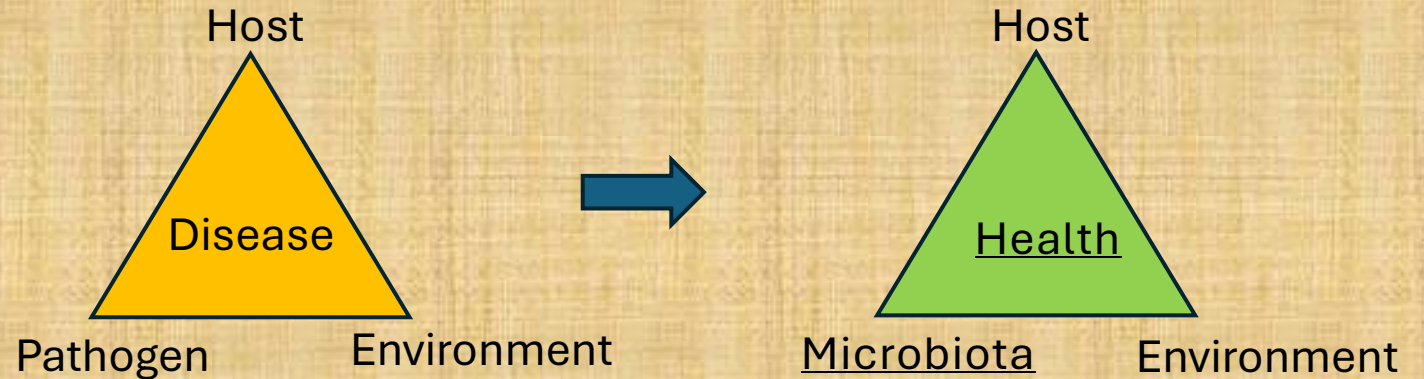 Host
Disease
Pathogen
Environment
Host
Health
Microbiota
Environment